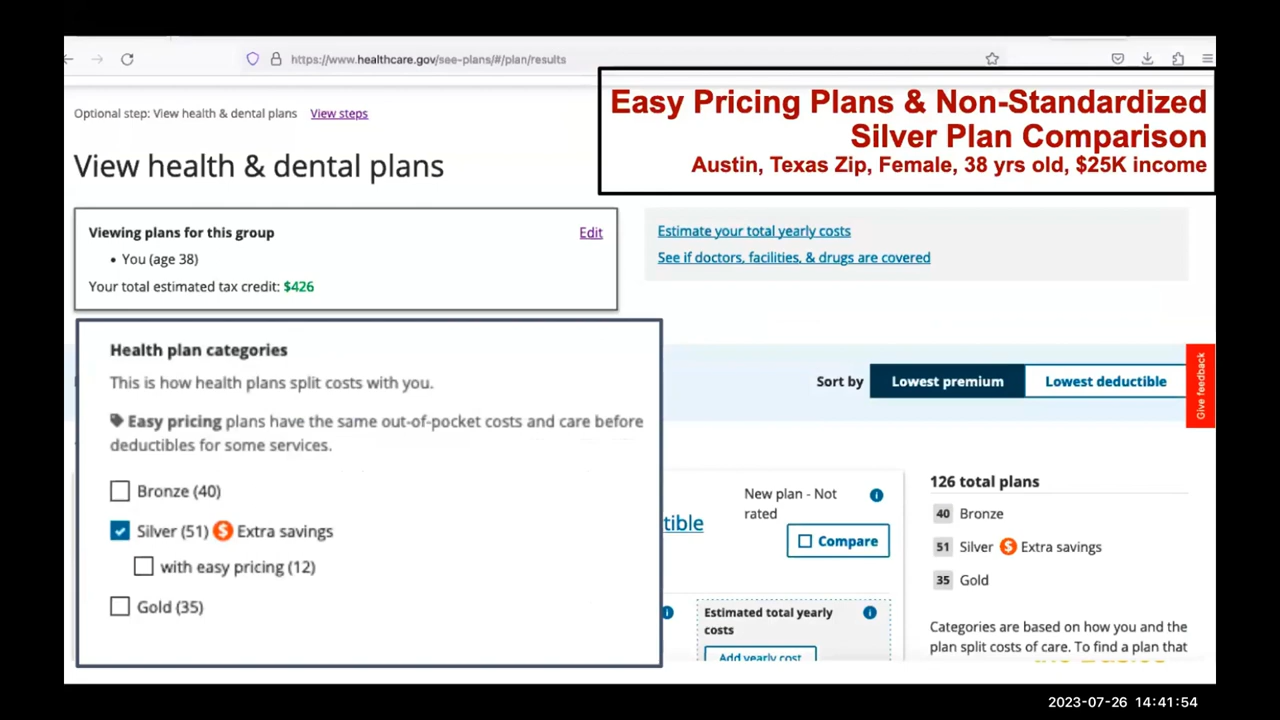 https://www.healthcare.gov/see-plans/#/plan/results
Easy Pricing Plans & Non-Standardized
Silver Plan Comparison
Austin, Texas Zip, Female, 38 yrs old, $25K income
Optional step: View health & dental plans View steps
View health & dental plans
Viewing plans for this group Edit
• You (age 38)
Your total estimated tax credit: $426
Estimate your total yearly costs
See if doctors, facilities, & drugs are covered
Health plan categories
This is how health plans split costs with you.
Easy pricing plans have the same out-of-pocket costs and care before
deductibles for some services.
Bronze (40)
Silver (51) $ Extra savings
with easy pricing (12)
Gold (35)
Sort by Lowest premium Lowest deductible
Give feedback
tible
New plan - Not
rated
Compare
Estimated total yearly
costs
Add yearly cost
126 total plans
40 Bronze
51 Silver $ Extra savings
35 Gold
Categories are based on how you and the
plan split costs of care. To find a plan that
2023-07-26 14:41:54